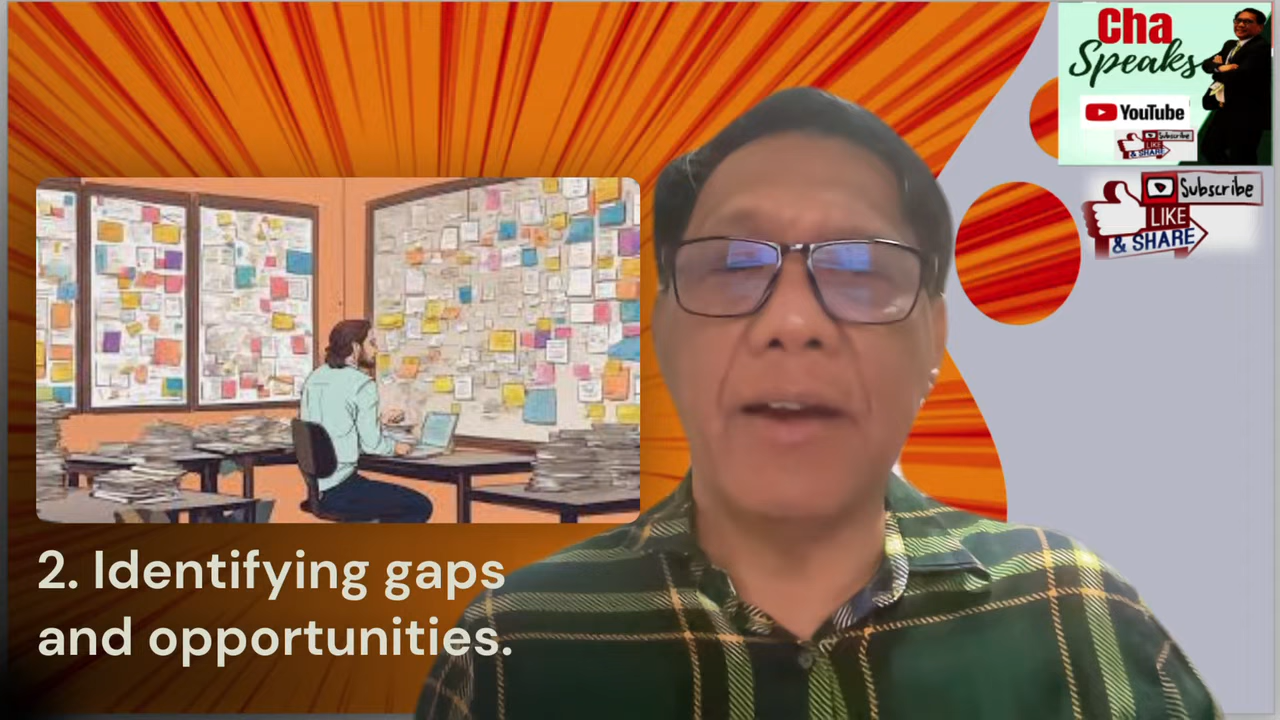 Cha
Speaks
YouTube
Subscribe
LIKE
& SHARE
Subscribe
LIKE
& SHARE
2. Identifying gaps
and opportunities.